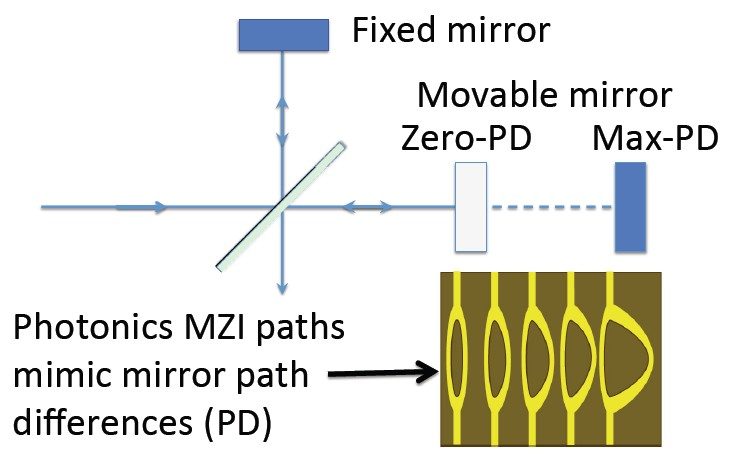 Fixed mirror
Movable mirror
Zero-PD
Max-PD
Photonics MZI paths
mimic mirror path
differences (PD)